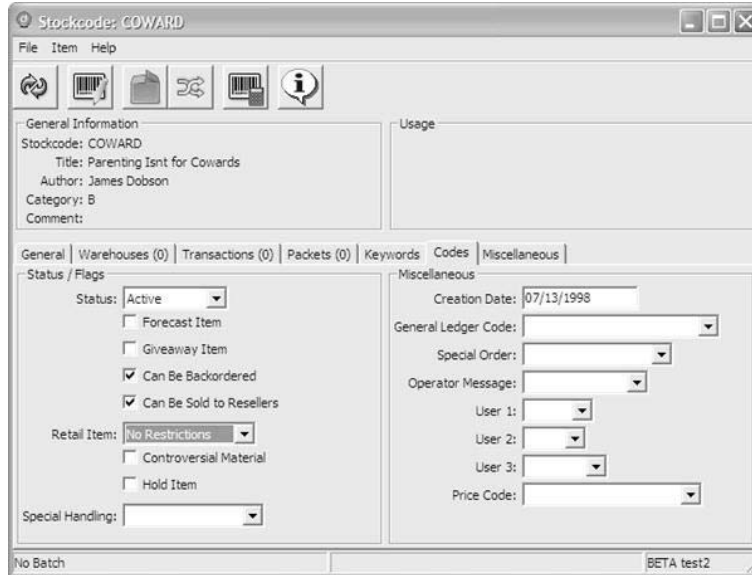 Stockcode: COWARD
File Item Help
General Information
Stockcode: COWARD
Title: Parenting Isnt for Cowards
Author: James Dobson
Category: B
Comment:
Usage
General Warehouses (0) Transactions (0) Packets (0) Keywords Codes Miscellaneous
Status / Flags
Status: Active
Forecast Item
Giveaway Item
Can Be Backordered
Can Be Sold to Resellers
Retail Item: No Restrictions
Controversial Material
Hold Item
Special Handling:
Miscellaneous
Creation Date: 07/13/1998
General Ledger Code:
Special Order:
Operator Message:
User 1:
User 2:
User 3:
Price Code:
No Batch
BETA test2